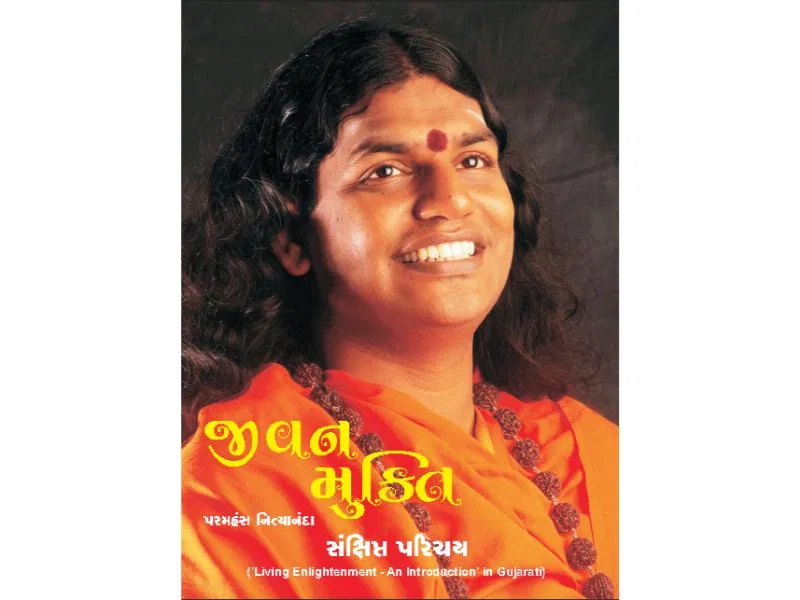 જીવન
મુક્તિ
પરમહંસ નિત્યાનંદા
સંક્ષિપ્ત પરિચય
('Living Enlightenment - An Introduction' in Gujarati)